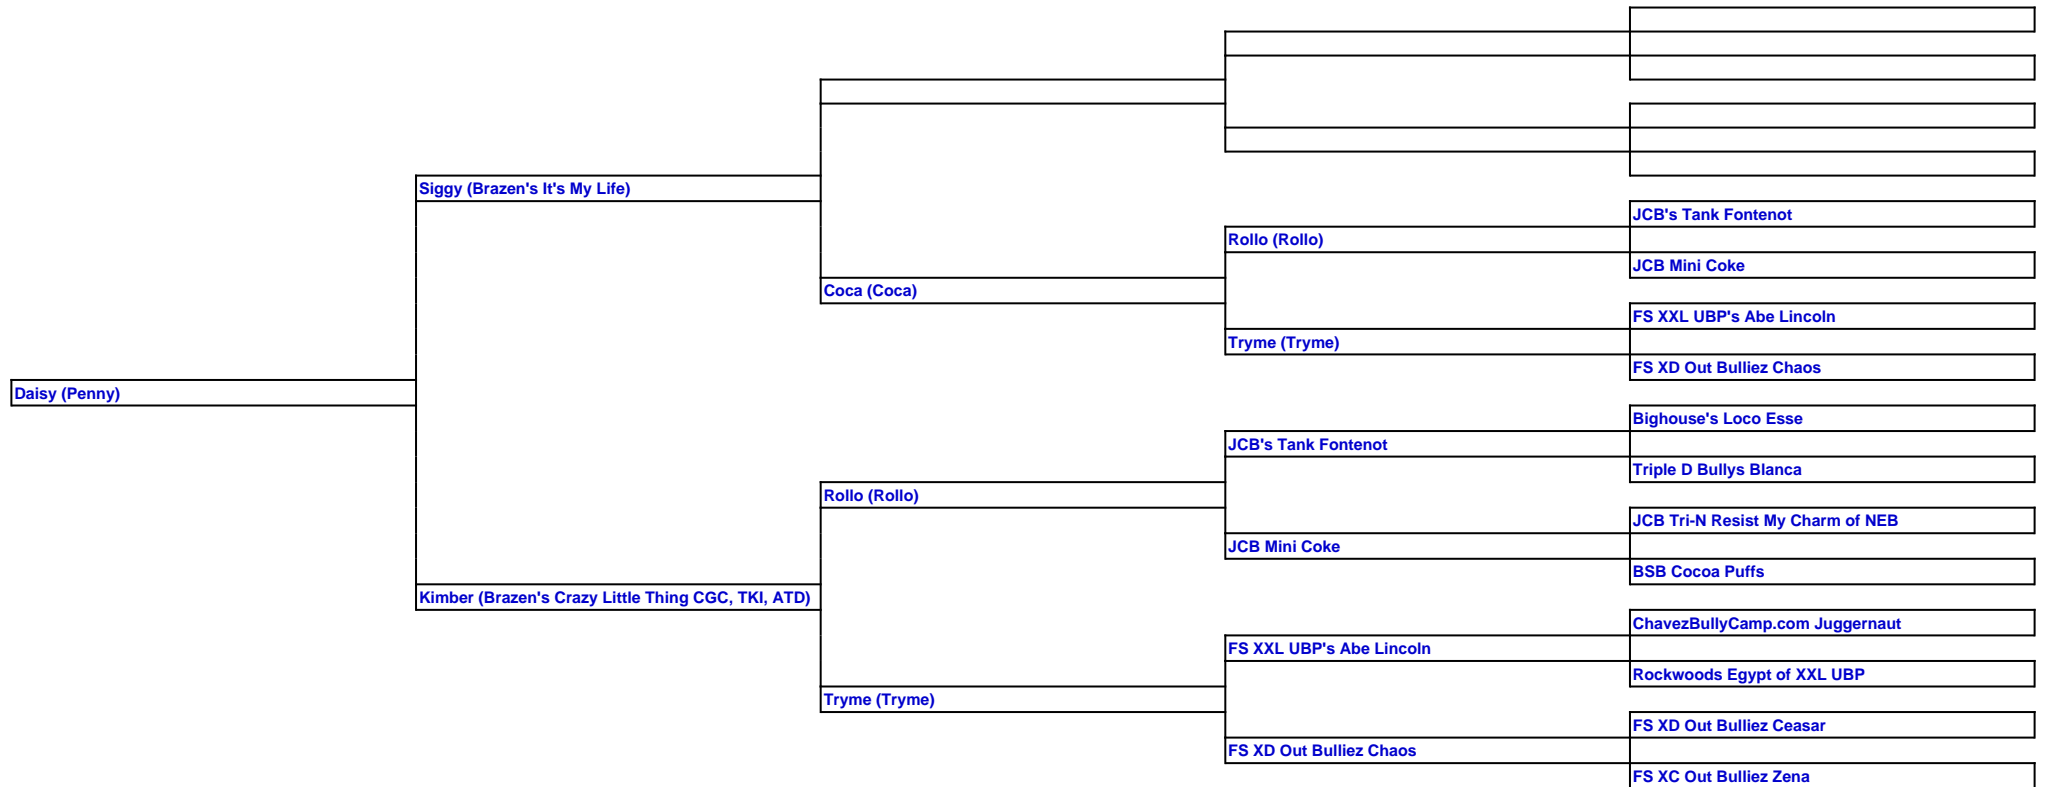 Siggy (Brazen's It's My Life)
JCB's Tank Fontenot
Rollo (Rollo)
JCB Mini Coke
Coca (Coca)
FS XXL UBP's Abe Lincoln
Tryme (Tryme)
FS XD Out Bulliez Chaos
Daisy (Penny)
Bighouse's Loco Esse
JCB's Tank Fontenot
Triple D Bullys Blanca
Rollo (Rollo)
JCB Tri-N Resist My Charm of NEB
JCB Mini Coke
BSB Cocoa Puffs
Kimber (Brazen's Crazy Little Thing CGC, TKI, ATD)
ChavezBullyCamp.com Juggernaut
FS XXL UBP's Abe Lincoln
Rockwoods Egypt of XXL UBP
Tryme (Tryme)
FS XD Out Bulliez Ceasar
FS XD Out Bulliez Chaos
FS XC Out Bulliez Zena